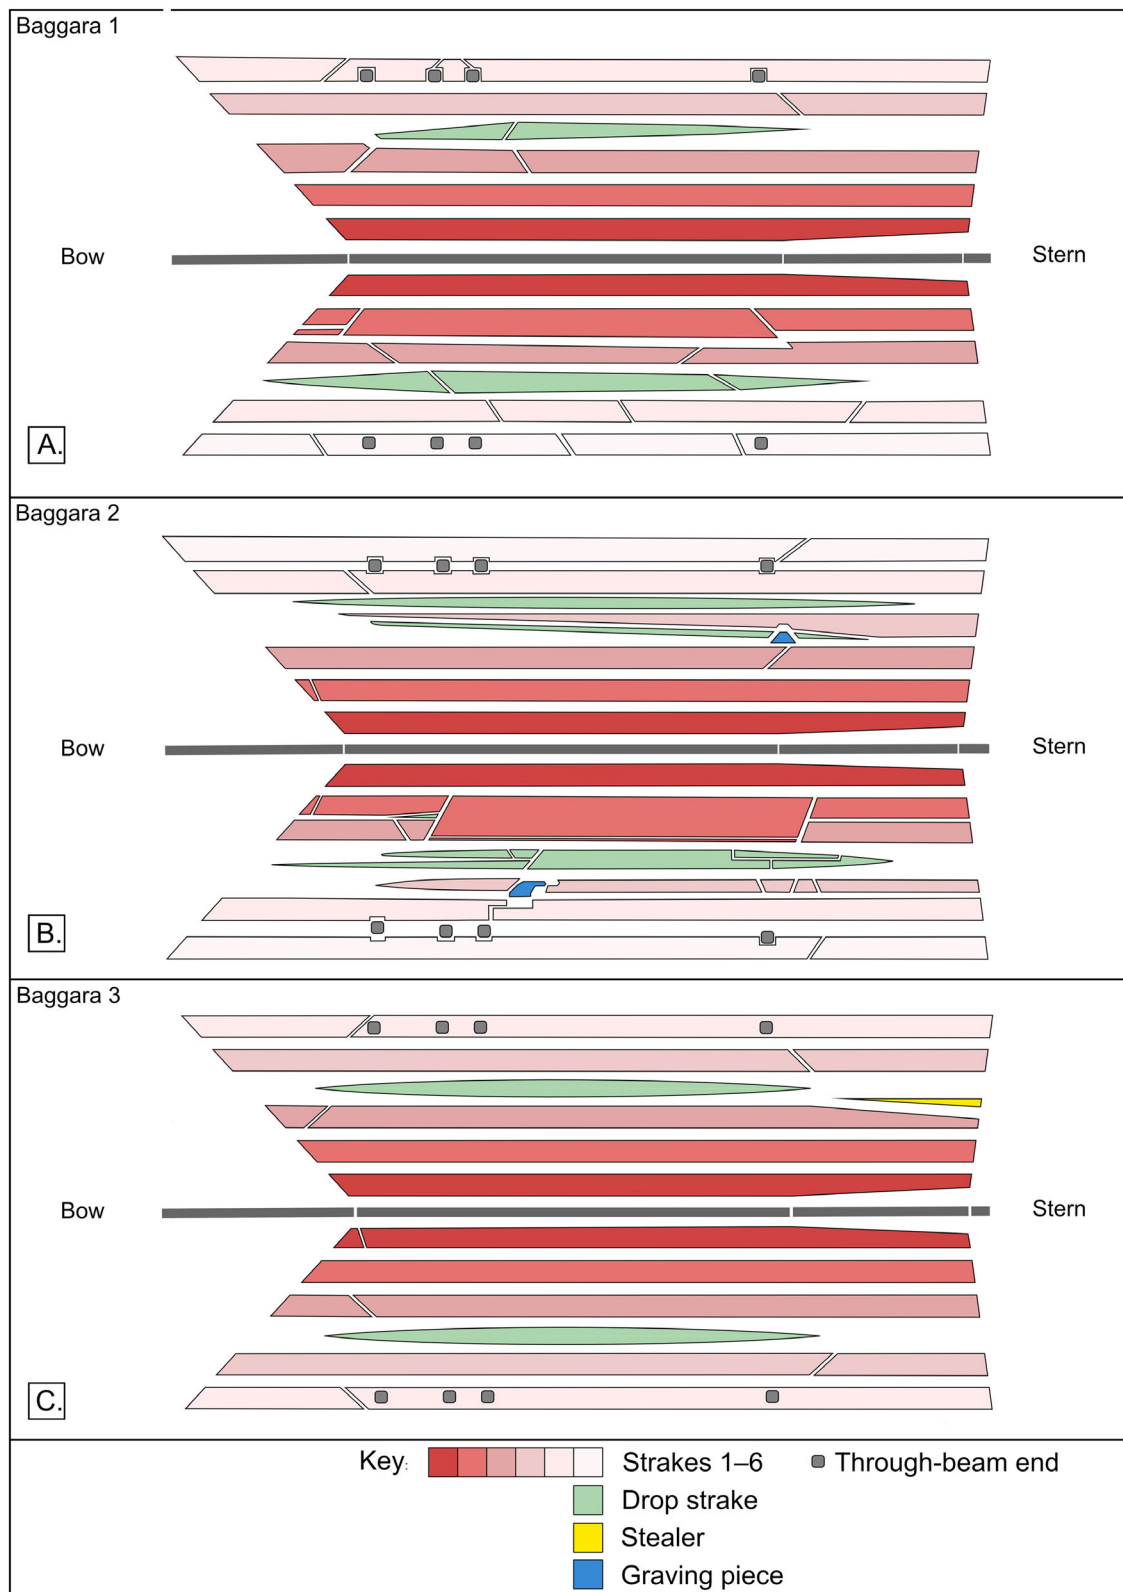 Baggara 1
Bow
Stern
A.
Baggara 2
Bow
Stern
B.
Baggara 3
Bow
Stern
C.
Key: Strakes 1–6 Through-beam end
Drop strake
Stealer
Graving piece